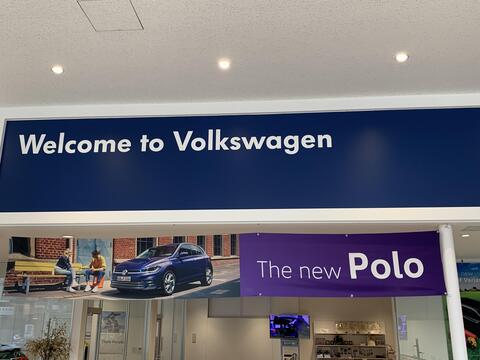 Welcome to Volkswagen
The new Polo